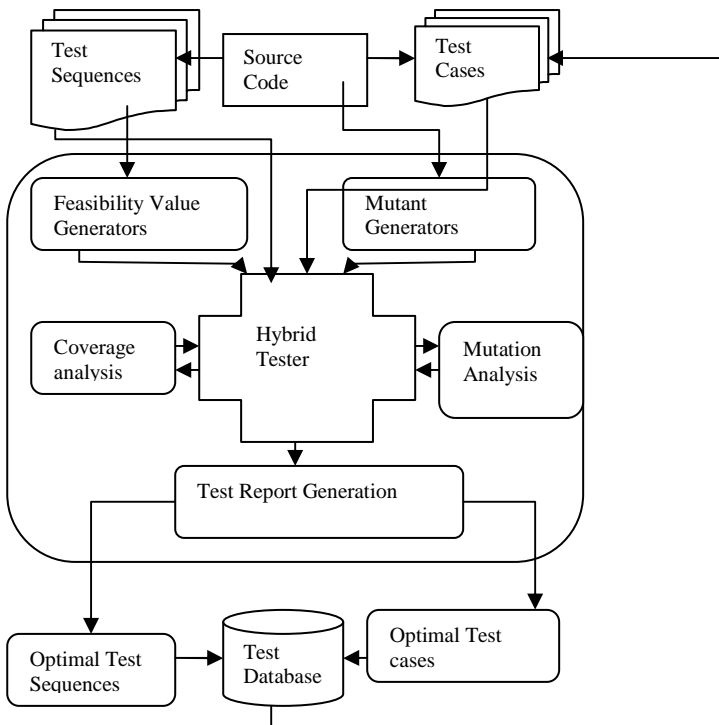 Test
Sequences
Source
Code
Test
Cases
Feasibility Value
Generators
Mutant
Generators
Coverage
analysis
Hybrid
Tester
Mutation
Analysis
Test Report Generation
Optimal Test
Sequences
Test
Database
Optimal Test
cases